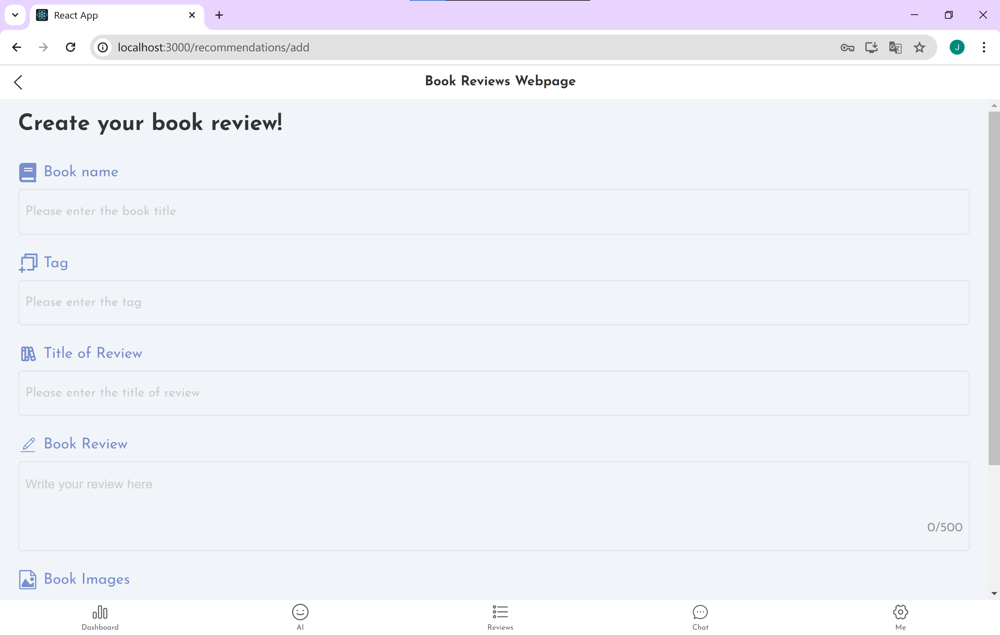 React App
localhost:3000/recommendations/add
J
Book Reviews Webpage
Create your book review!
Book name
Please enter the book title
Tag
Please enter the tag
Title of Review
Please enter the title of review
Book Review
Write your review here
0/500
Book Images
Dashboard
AI
Reviews
Chat
Me